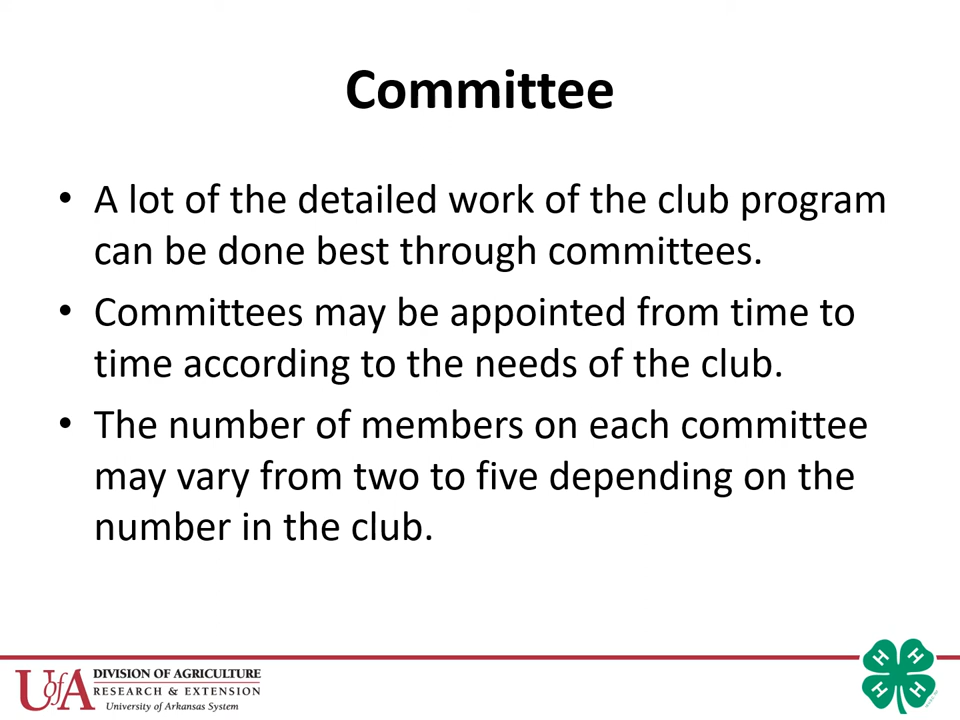 Committee
• A lot of the detailed work of the club program
can be done best through committees.
• Committees may be appointed from time to
time according to the needs of the club.
• The number of members on each committee
may vary from two to five depending on the
number in the club.
UofA DIVISION OF AGRICULTURE
RESEARCH & EXTENSION
University of Arkansas System
H H
H H